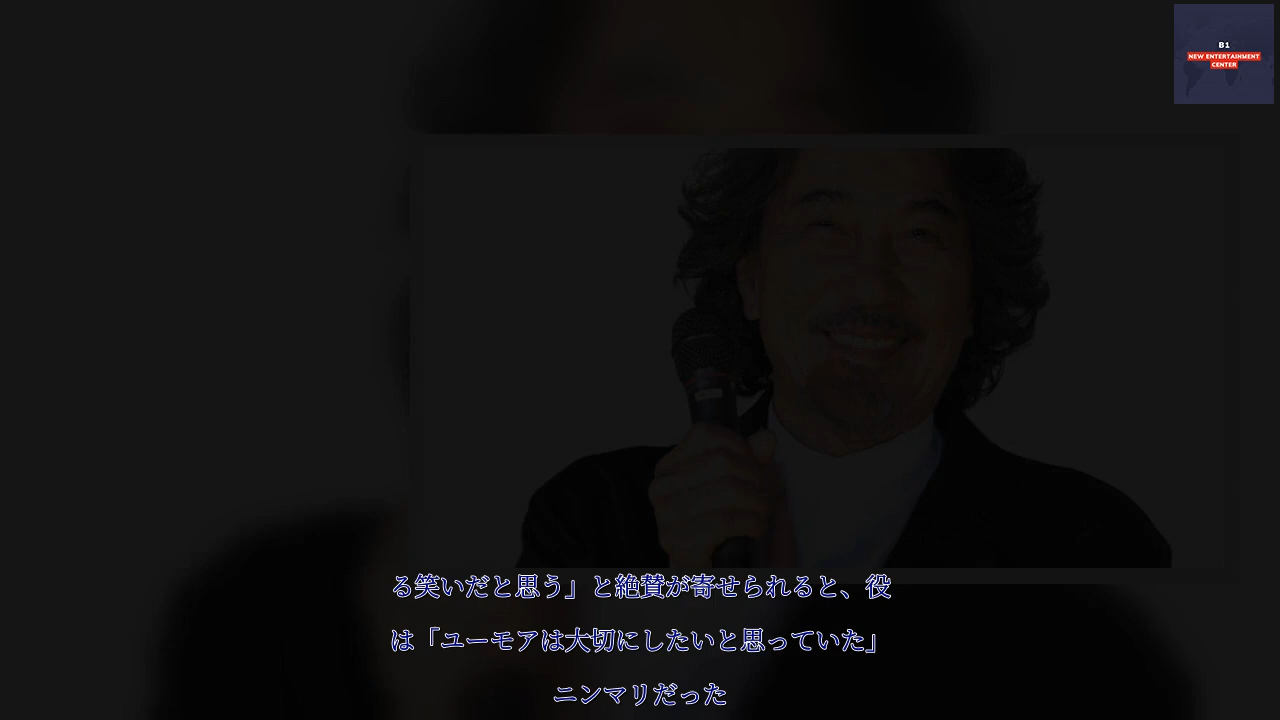 B1
NEW ENTERTAINMENT
CENTER
る笑いだと思う」と絶賛が寄せられると、役
は「ユーモアは大切にしたいと思っていた」
ニンマリだった